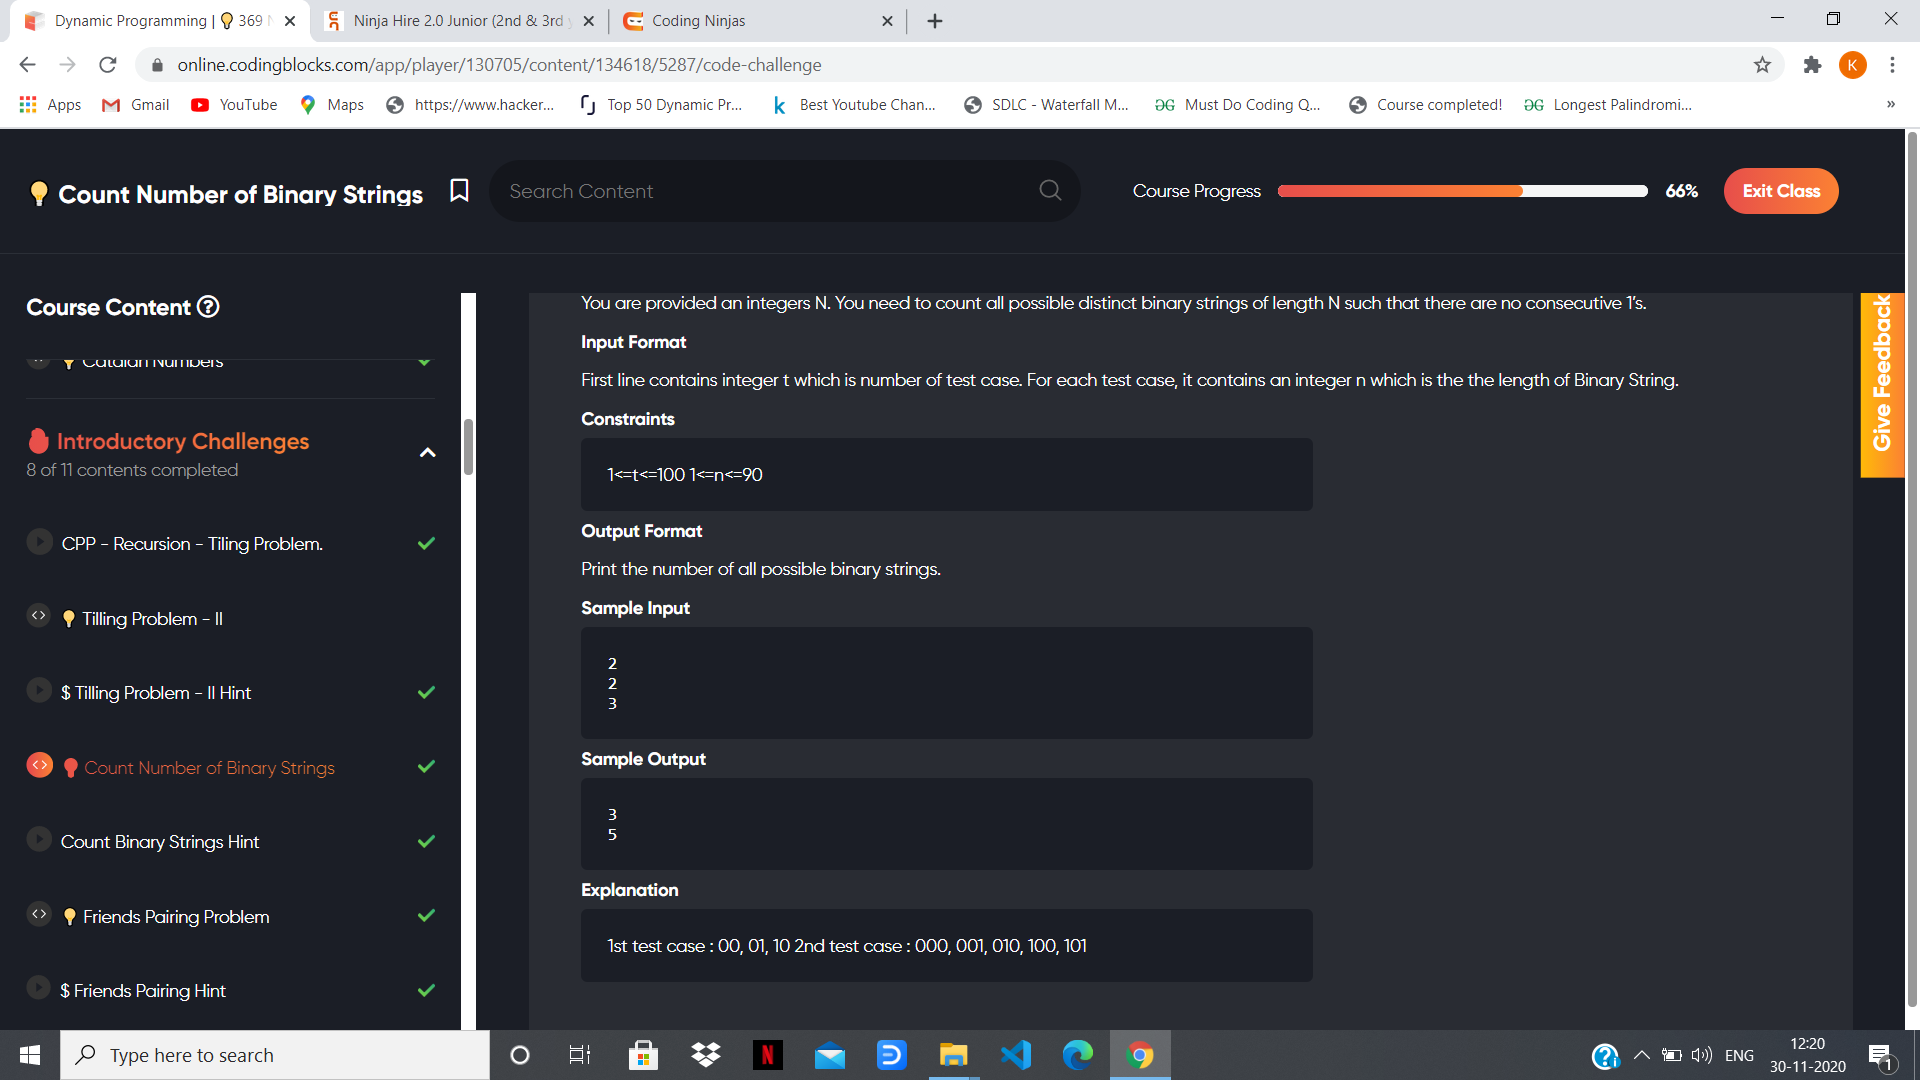 Dynamic Programming | 369 N
Ninja Hire 2.0 Junior (2nd & 3rd y
Coding Ninjas
online.codingblocks.com/app/player/130705/content/134618/5287/code-challenge
K
Apps
Gmail
YouTube
Maps
https://www.hacker...
Top 50 Dynamic Pr...
Best Youtube Chan...
SDLC - Waterfall M...
Must Do Coding Q...
Course completed!
Longest Palindromi...
»
Count Number of Binary Strings
Search Content
Course Progress
66%
Exit Class
Course Content
Catalan Numbers
Introductory Challenges
8 of 11 contents completed
CPP - Recursion - Tiling Problem.
Tilling Problem - II
$ Tilling Problem - II Hint
Count Number of Binary Strings
Count Binary Strings Hint
Friends Pairing Problem
$ Friends Pairing Hint
You are provided an integers N. You need to count all possible distinct binary strings of length N such that there are no consecutive 1’s.
Input Format
First line contains integer t which is number of test case. For each test case, it contains an integer n which is the the length of Binary String.
Constraints
1<=t<=100 1<=n<=90
Output Format
Print the number of all possible binary strings.
Sample Input
2
2
3
Sample Output
3
5
Explanation
1st test case : 00, 01, 10 2nd test case : 000, 001, 010, 100, 101
Give Feedback
Type here to search
ENG
12:20
30-11-2020
1